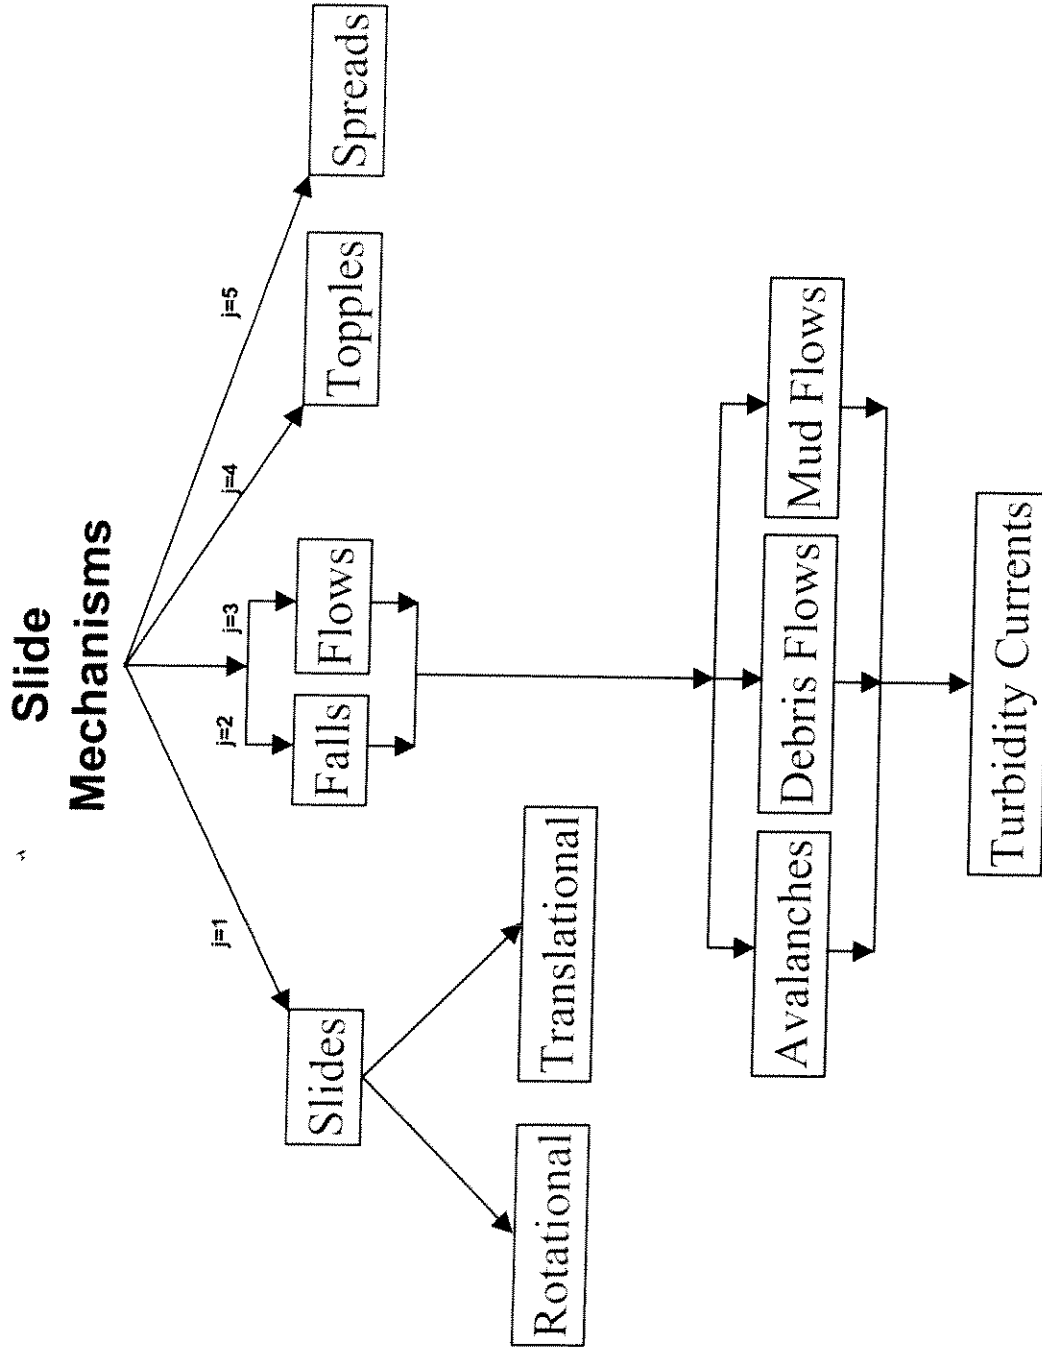 Slide
Mechanisms
j=1
j=2
j=3
j=4
j=5
Slides
Falls
Flows
Topples
Spreads
Rotational
Translational
Avalanches
Debris Flows
Mud Flows
Turbidity Currents